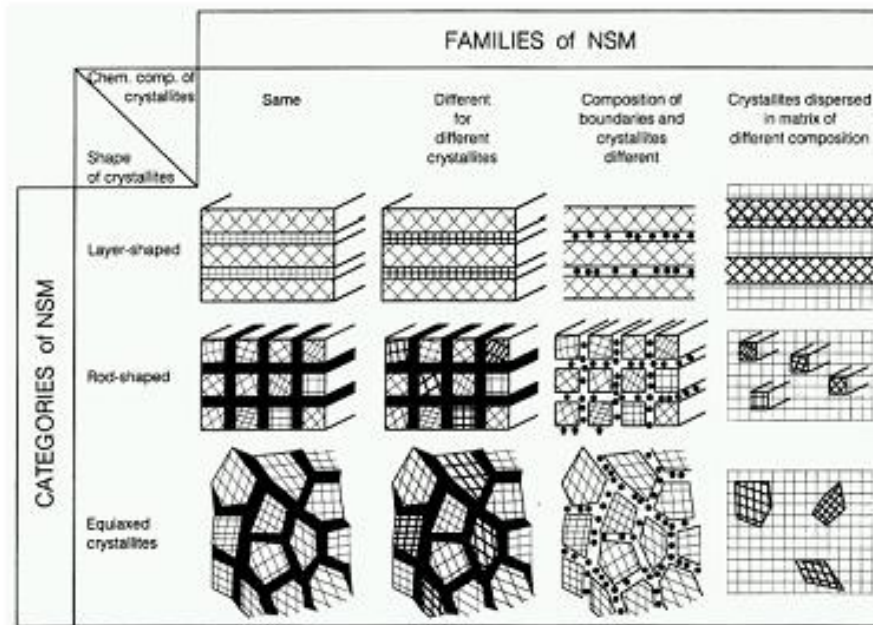 FAMILIES of NSM
Chem. comp. of
crystallites
Shape
of crystallites
Same
Different
for
different
crystallites
Composition of
boundaries and
crystallites
different
Crystallites dispersed
in matrix of
different composition
CATEGORIES of NSM
Layer-shaped
Rod-shaped
Equiaxed
crystallites